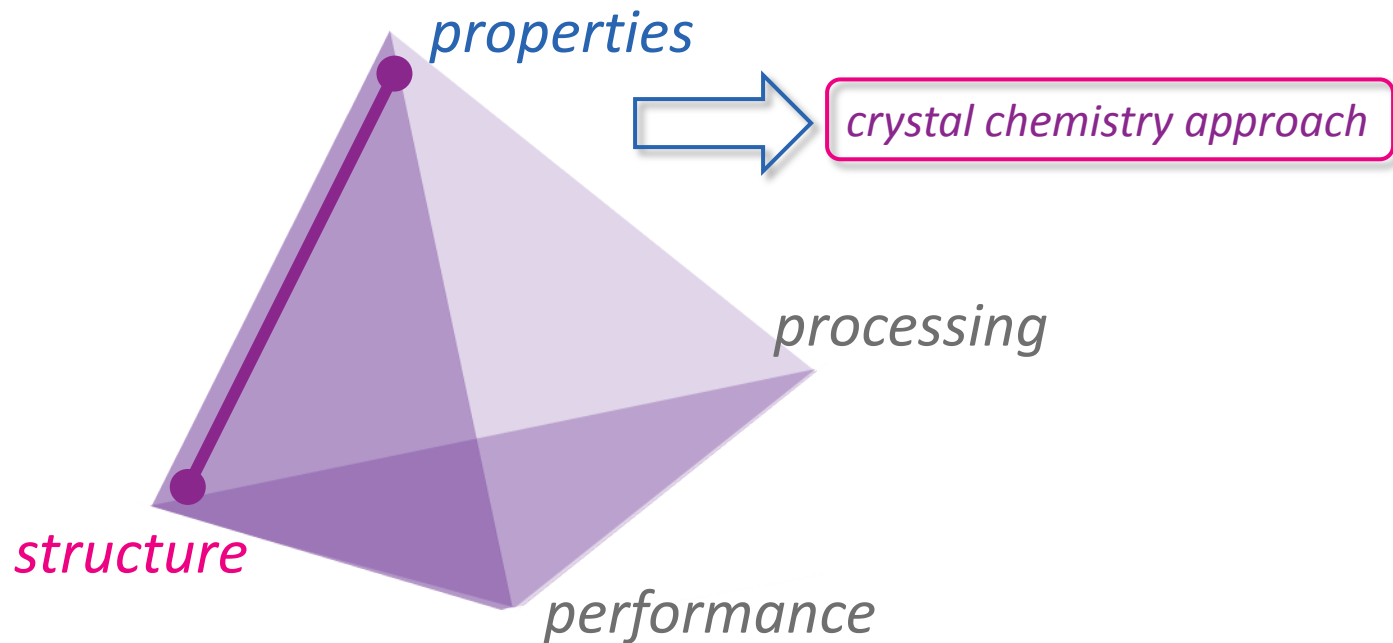 properties
crystal chemistry approach
processing
structure
performance